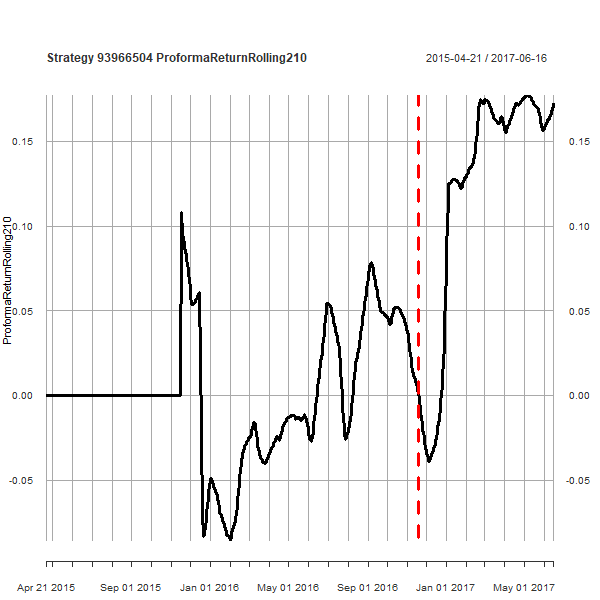 Strategy 93966504 ProformaReturnRolling210
2015-04-21 / 2017-06-16
ProformaReturnRolling210
0.15
0.10
0.05
0.00
-0.05
0.15
0.10
0.05
0.00
-0.05
Apr 21 2015
Sep 01 2015
Jan 01 2016
May 01 2016
Sep 01 2016
Jan 01 2017
May 01 2017